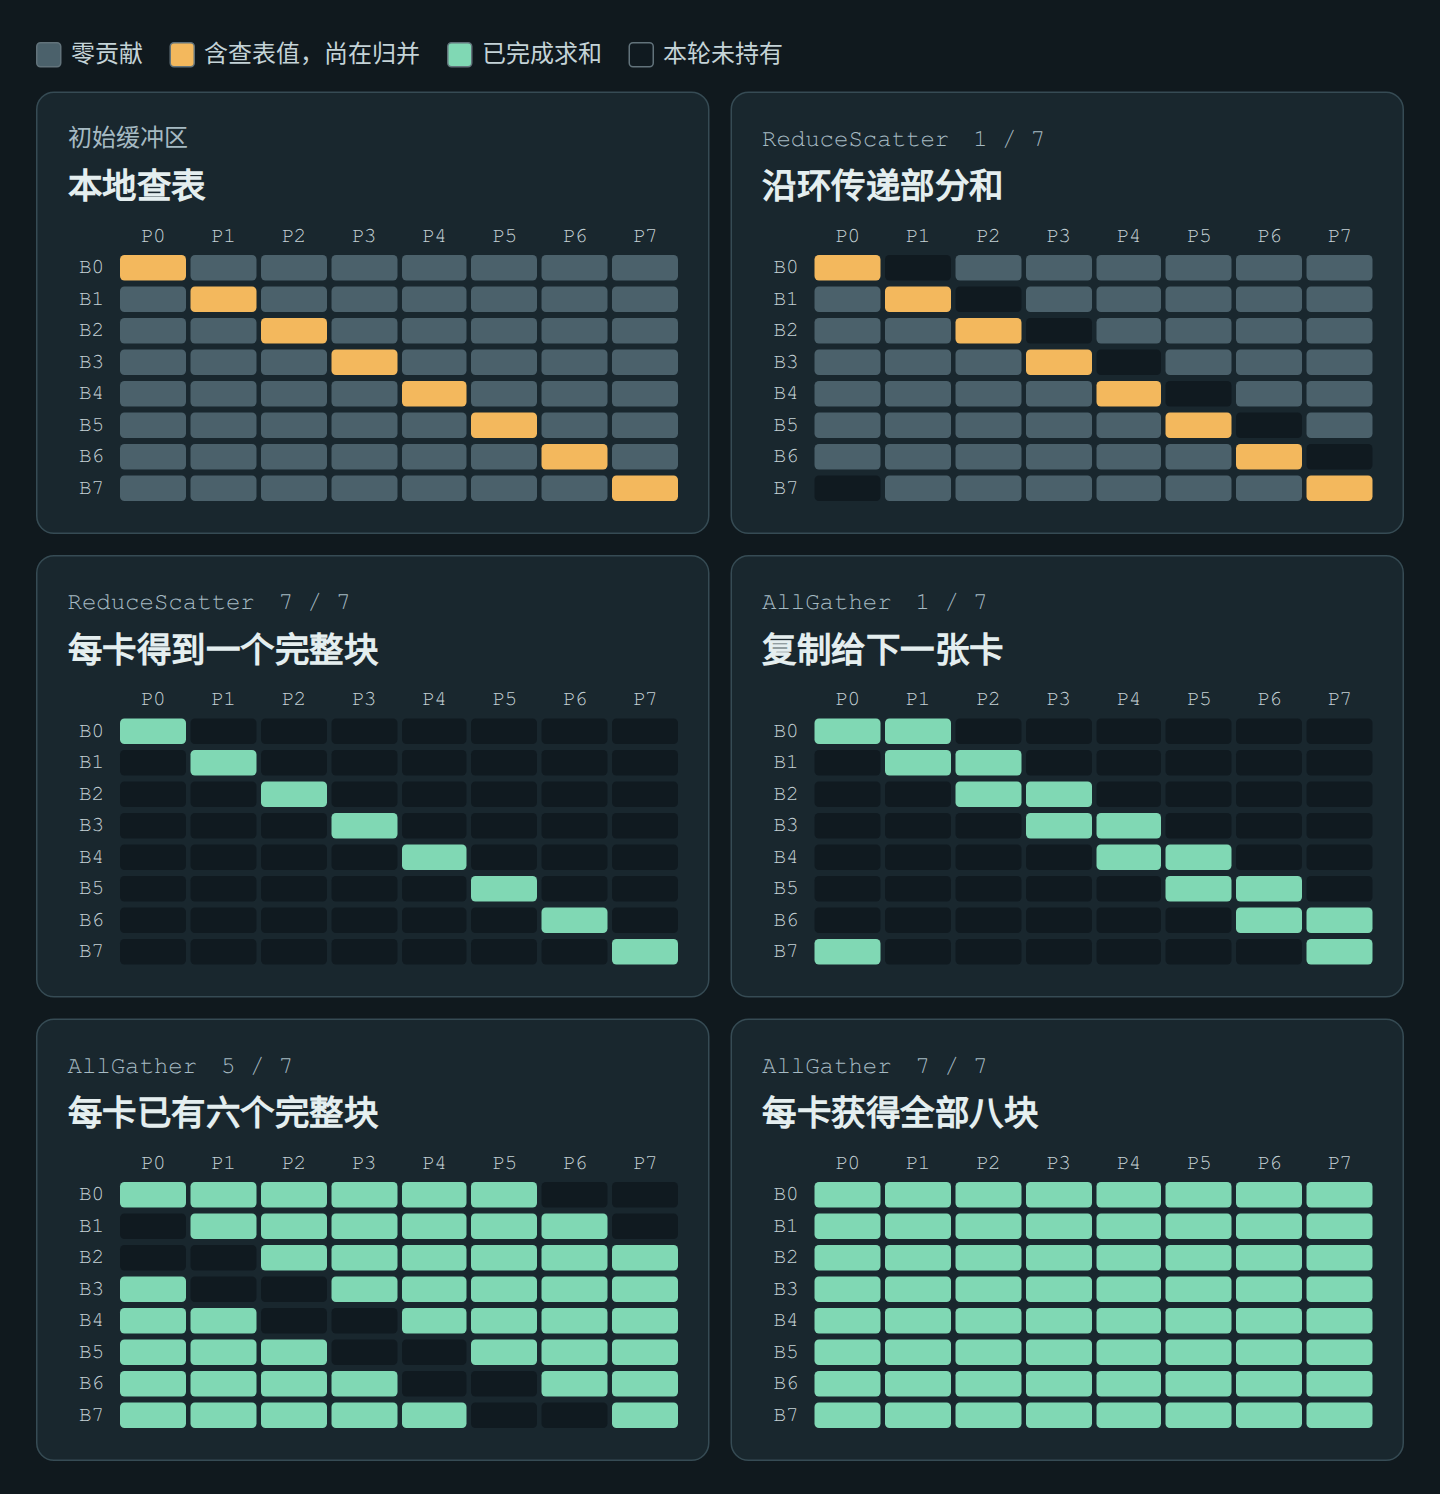 零贡献 含查表值，尚在归并 已完成求和 本轮未持有
初始缓冲区
本地查表
P0 P1 P2 P3 P4 P5 P6 P7
B0
B1
B2
B3
B4
B5
B6
B7
ReduceScatter 1 / 7
沿环传递部分和
P0 P1 P2 P3 P4 P5 P6 P7
B0
B1
B2
B3
B4
B5
B6
B7
ReduceScatter 7 / 7
每卡得到一个完整块
P0 P1 P2 P3 P4 P5 P6 P7
B0
B1
B2
B3
B4
B5
B6
B7
AllGather 1 / 7
复制给下一张卡
P0 P1 P2 P3 P4 P5 P6 P7
B0
B1
B2
B3
B4
B5
B6
B7
AllGather 5 / 7
每卡已有六个完整块
P0 P1 P2 P3 P4 P5 P6 P7
B0
B1
B2
B3
B4
B5
B6
B7
AllGather 7 / 7
每卡获得全部八块
P0 P1 P2 P3 P4 P5 P6 P7
B0
B1
B2
B3
B4
B5
B6
B7